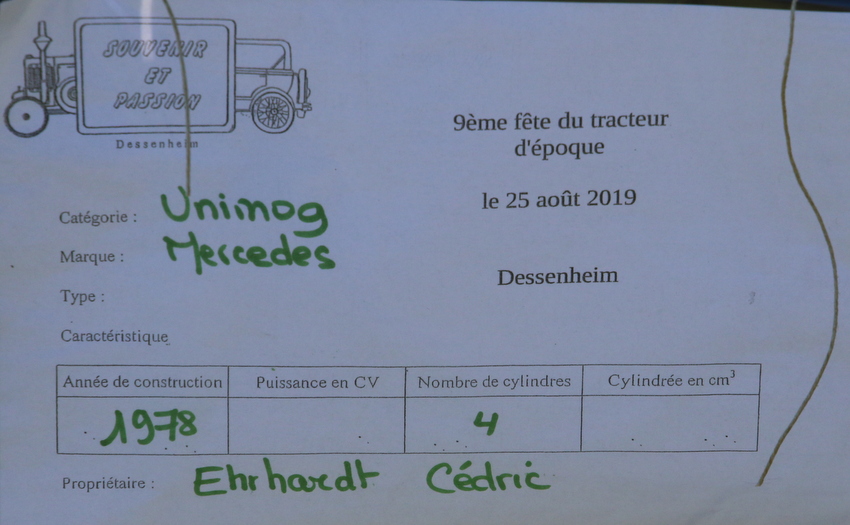 SOUVENIR
ET
PASSION
Dessenheim
9ème fête du tracteur
d'époque
le 25 août 2019
Dessenheim
Catégorie : Unimog
Marque : Mercedes
Type :
Caractéristique
Année de construction Puissance en CV Nombre de cylindres Cylindrée en cm³
1978 4
Propriétaire : Ehrhardt Cédric